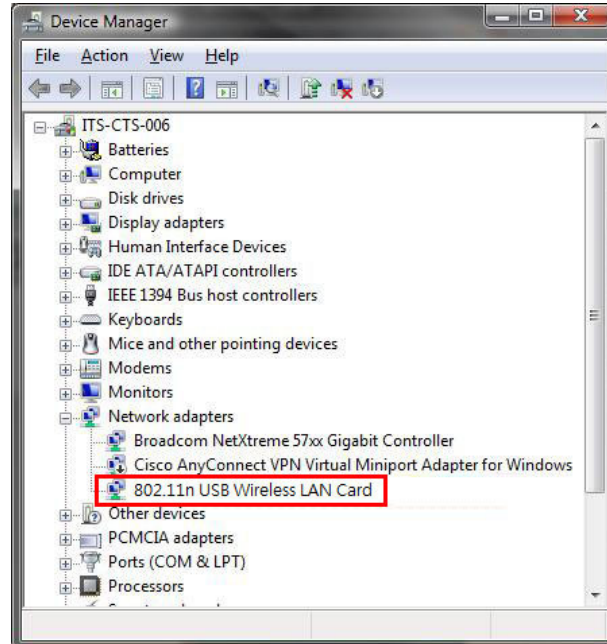 Device Manager
File Action View Help
ITS-CTS-006
Batteries
Computer
Disk drives
Display adapters
Human Interface Devices
IDE ATA/ATAPI controllers
IEEE 1394 Bus host controllers
Keyboards
Mice and other pointing devices
Modems
Monitors
Network adapters
Broadcom NetXtreme 57xx Gigabit Controller
Cisco AnyConnect VPN Virtual Miniport Adapter for Windows
802.11n USB Wireless LAN Card
Other devices
PCMCIA adapters
Ports (COM & LPT)
Processors